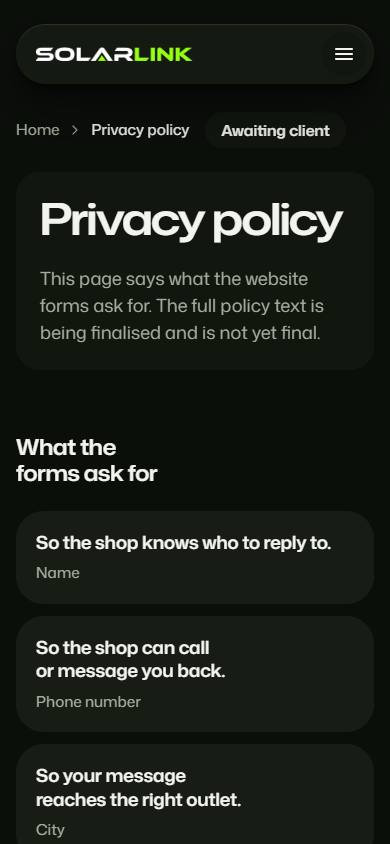 SOLARLINK
Home > Privacy policy Awaiting client
Privacy policy
This page says what the website
forms ask for. The full policy text is
being finalised and is not yet final.
What the
forms ask for
So the shop knows who to reply to.
Name
So the shop can call
or message you back.
Phone number
So your message
reaches the right outlet.
City